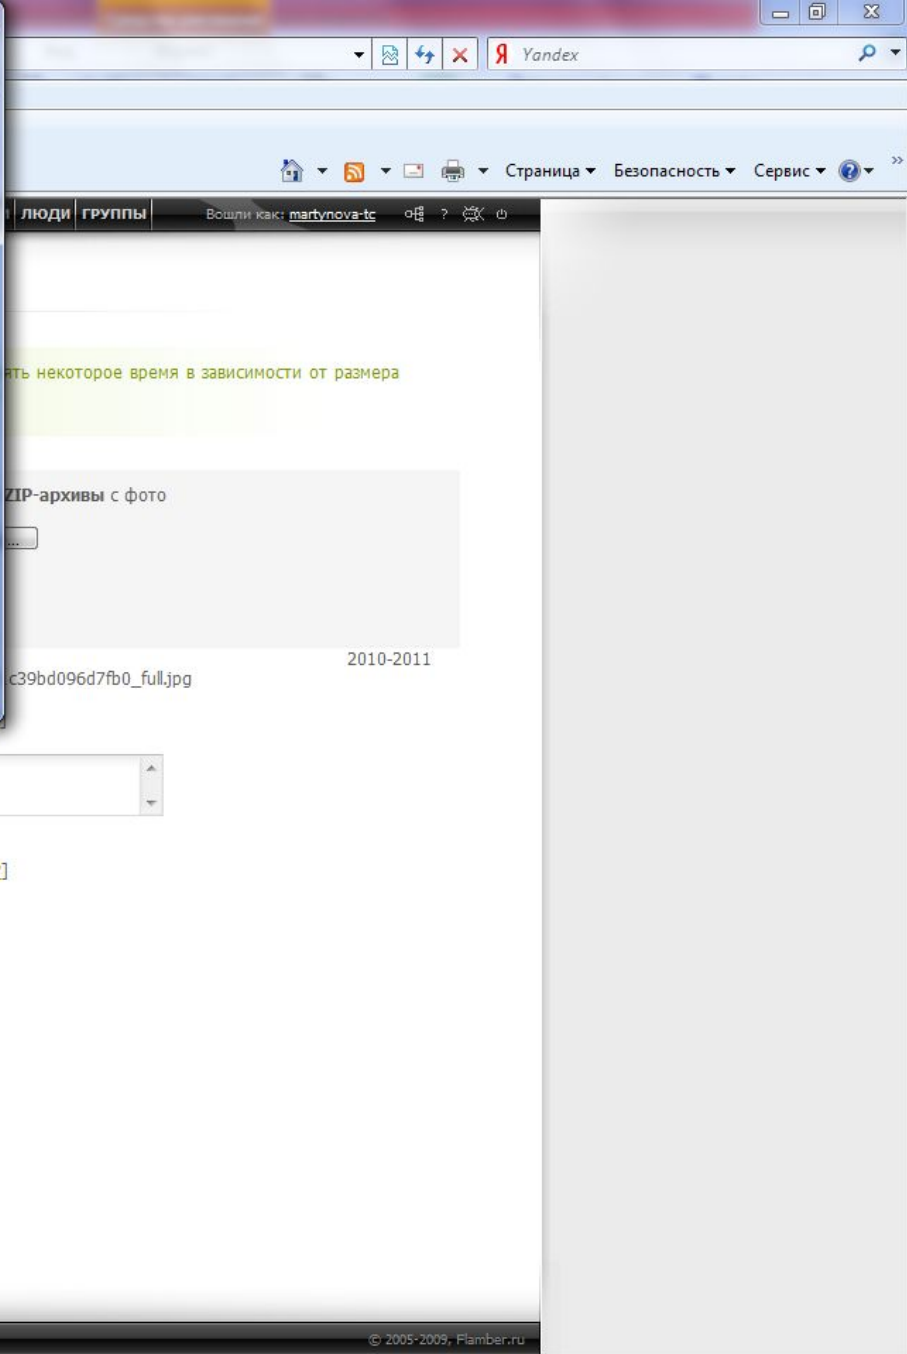 Я Yandex
Страница Безопасность Сервис ? »
ЛЮДИ ГРУППЫ Вошли как: martynova-tc ?
ять некоторое время в зависимости от размера
ZIP-архивы с фото
...
2010-2011
c39bd096d7fb0_full.jpg
]
© 2005-2009, Flamber.ru